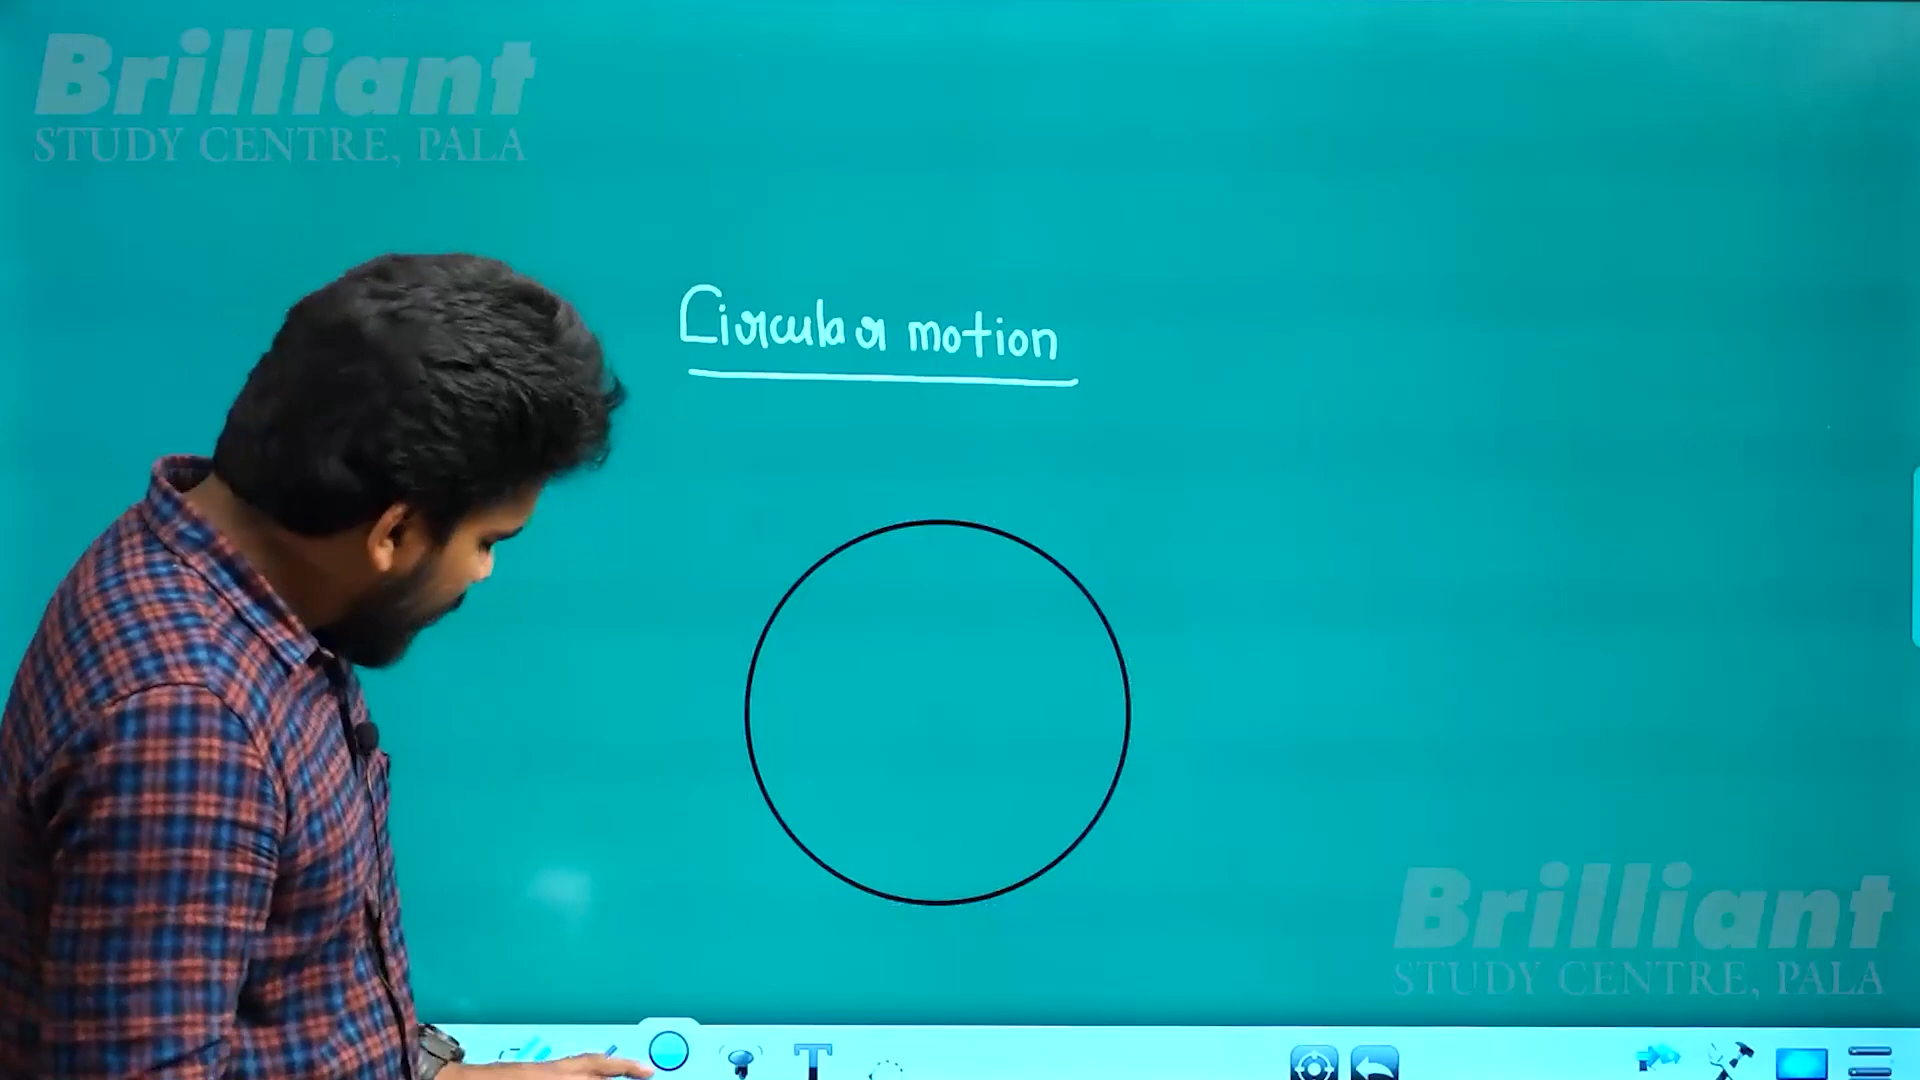 Brilliant
STUDY CENTRE, PALA
Circular motion
Brilliant
STUDY CENTRE, PALA
T